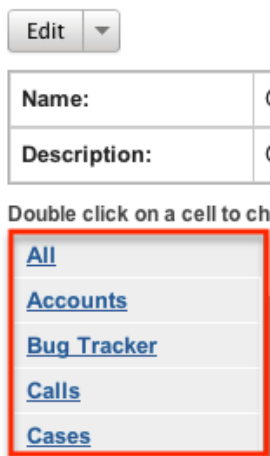 Edit
Name:
Description:
Double click on a cell to ch
All
Accounts
Bug Tracker
Calls
Cases